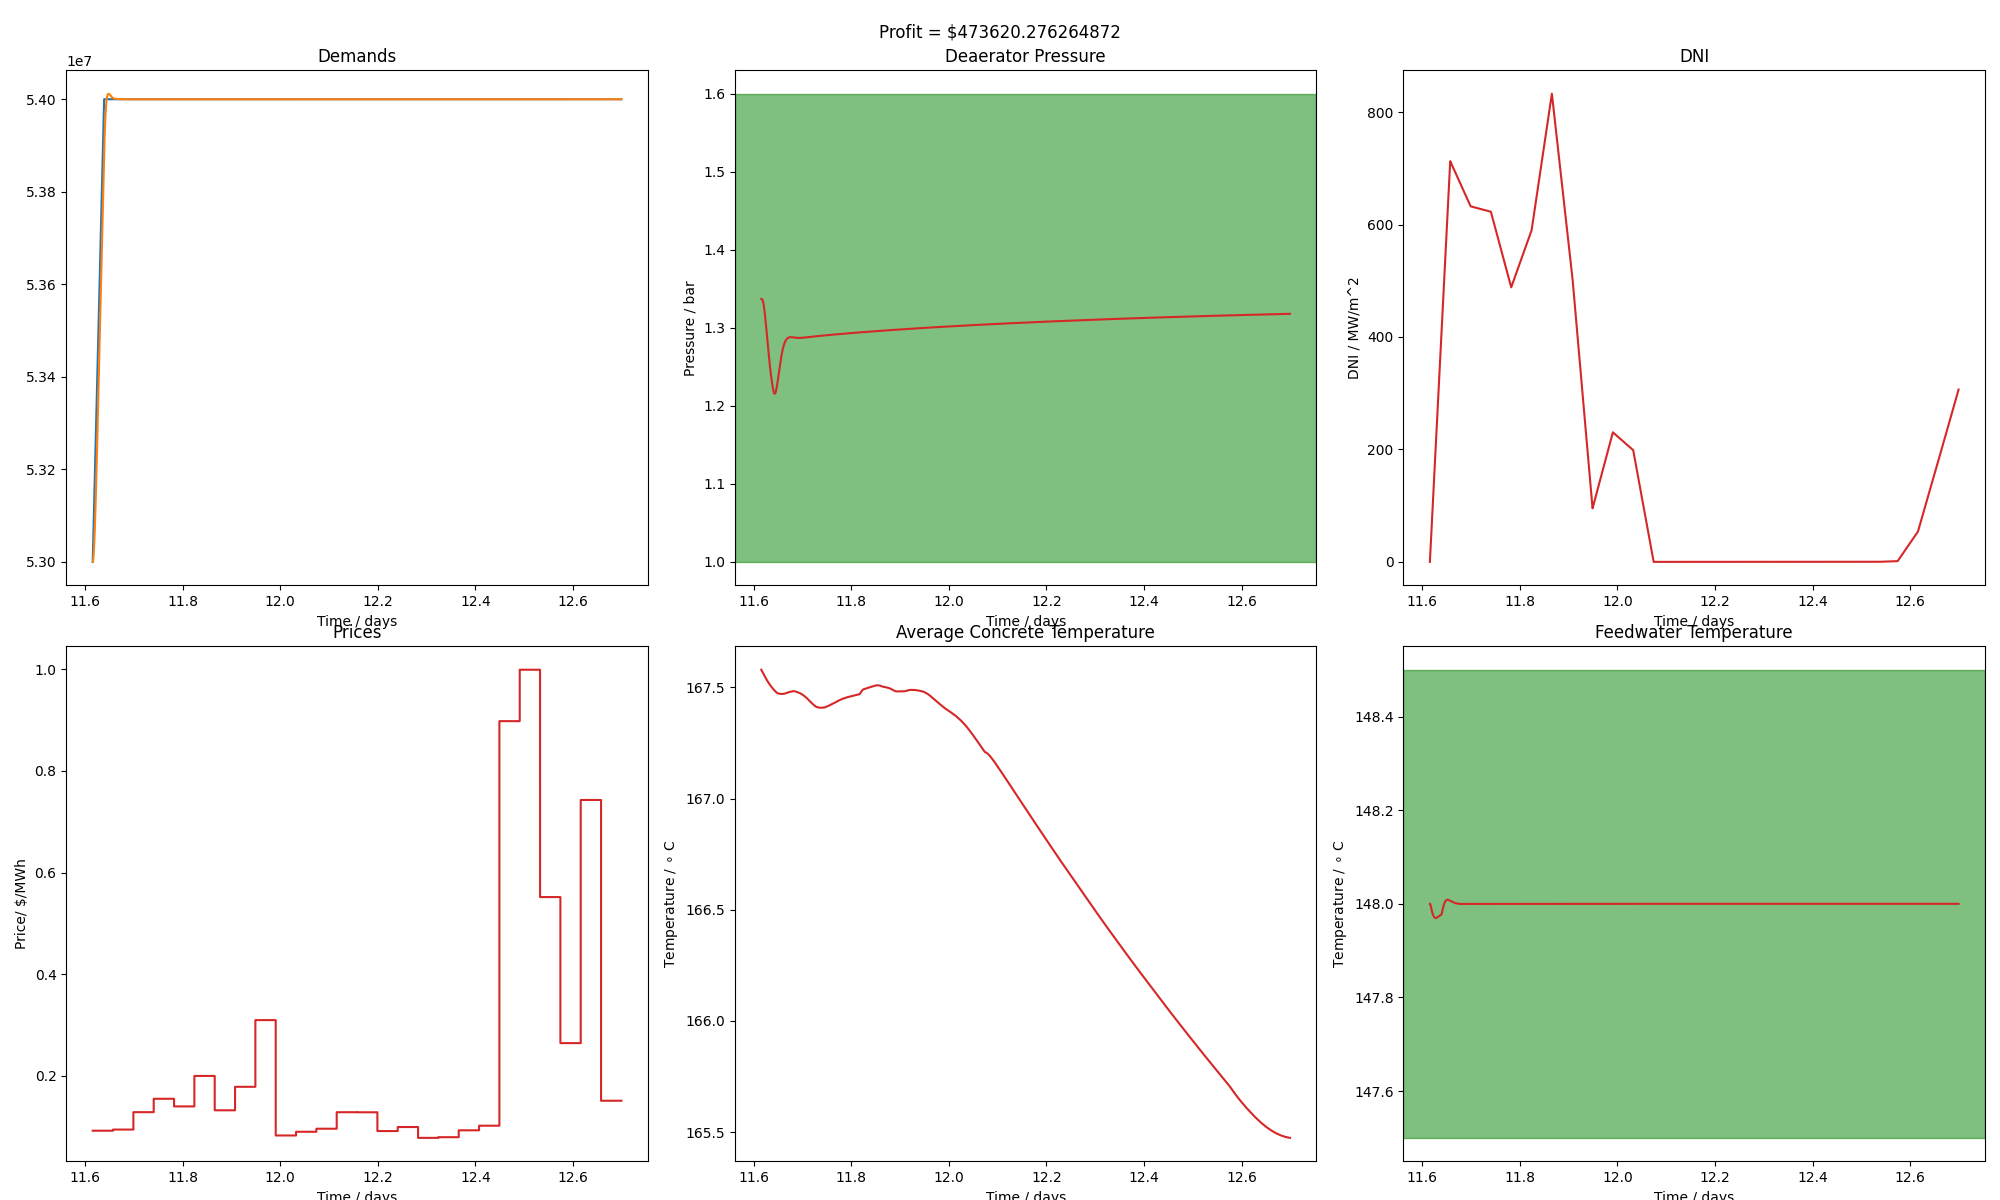 Profit = $473620.276264872
Demands
1e7
5.40
5.38
5.36
5.34
5.32
5.30
11.6 11.8 12.0 12.2 12.4 12.6
Time / days
Deaerator Pressure
Pressure / bar
1.6
1.5
1.4
1.3
1.2
1.1
1.0
11.6 11.8 12.0 12.2 12.4 12.6
Time / days
DNI
DNI / MW/m^2
800
600
400
200
0
11.6 11.8 12.0 12.2 12.4 12.6
Time / days
Prices
Price/ $/MWh
1.0
0.8
0.6
0.4
0.2
11.6 11.8 12.0 12.2 12.4 12.6
Time / days
Average Concrete Temperature
Temperature / ∘ C
167.5
167.0
166.5
166.0
165.5
11.6 11.8 12.0 12.2 12.4 12.6
Time / days
Feedwater Temperature
Temperature / ∘ C
148.4
148.2
148.0
147.8
147.6
11.6 11.8 12.0 12.2 12.4 12.6
Time / days